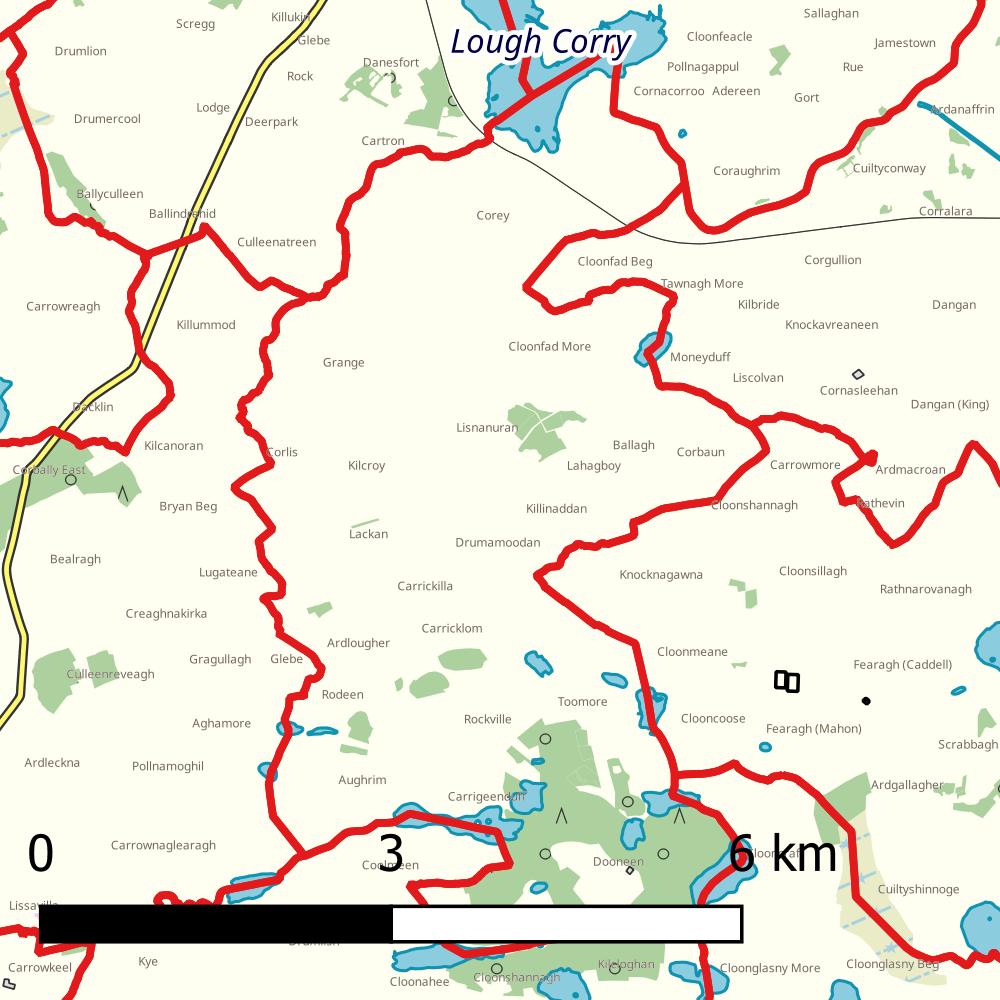 Sallaghan
Killukin
Scregg
Cloonfeacle
Glebe
Lough Corry
Jamestown
Drumlion
Danesfort
Pollnagappul
Rue
Rock
Cornacorroo
Adereen
Gort
Lodge
Ardanaffrin
Drumercool
Deerpark
Cartron
Cuiltyconway
Coraughrim
Ballyculleen
Ballindrehid
Corralara
Corey
Culleenatreen
Cloonfad Beg
Corgullion
Tawnagh More
Carrowreagh
Kilbride
Dangan
Killummod
Knockavreaneen
Cloonfad More
Moneyduff
Grange
Liscolvan
Cornasleehan
Dacklin
Dangan (King)
Lisnanuran
Kilcanoran
Ballagh
Corlis
Corbaun
Corbally East
Kilcroy
Lahagboy
Carrowmore
Ardmacroan
Bryan Beg
Killinaddan
Cloonshannagh
Rathevin
Lackan
Drumamoodan
Bealragh
Lugateane
Knocknagawna
Cloonsillagh
Carrickilla
Rathnarovanagh
Creaghnakirka
Carricklom
Ardlougher
Cloonmeane
Gragullagh
Glebe
Fearagh (Caddell)
Culleenreveagh
Rodeen
Toomore
Aghamore
Rockville
Clooncoose
Fearagh (Mahon)
Scrabbagh
Ardleckna
Pollnamoghil
Aughrim
Ardgallagher
Carrigeenduff
Carrownaglearagh
0
3
6 km
Coolmeen
Dooneen
Cuiltyshinnoge
Lissaville
Carrowkeel
Kye
Kilcloghan
Cloonglasny More
Cloonglasny Beg
Cloonahee
Cloonshannagh